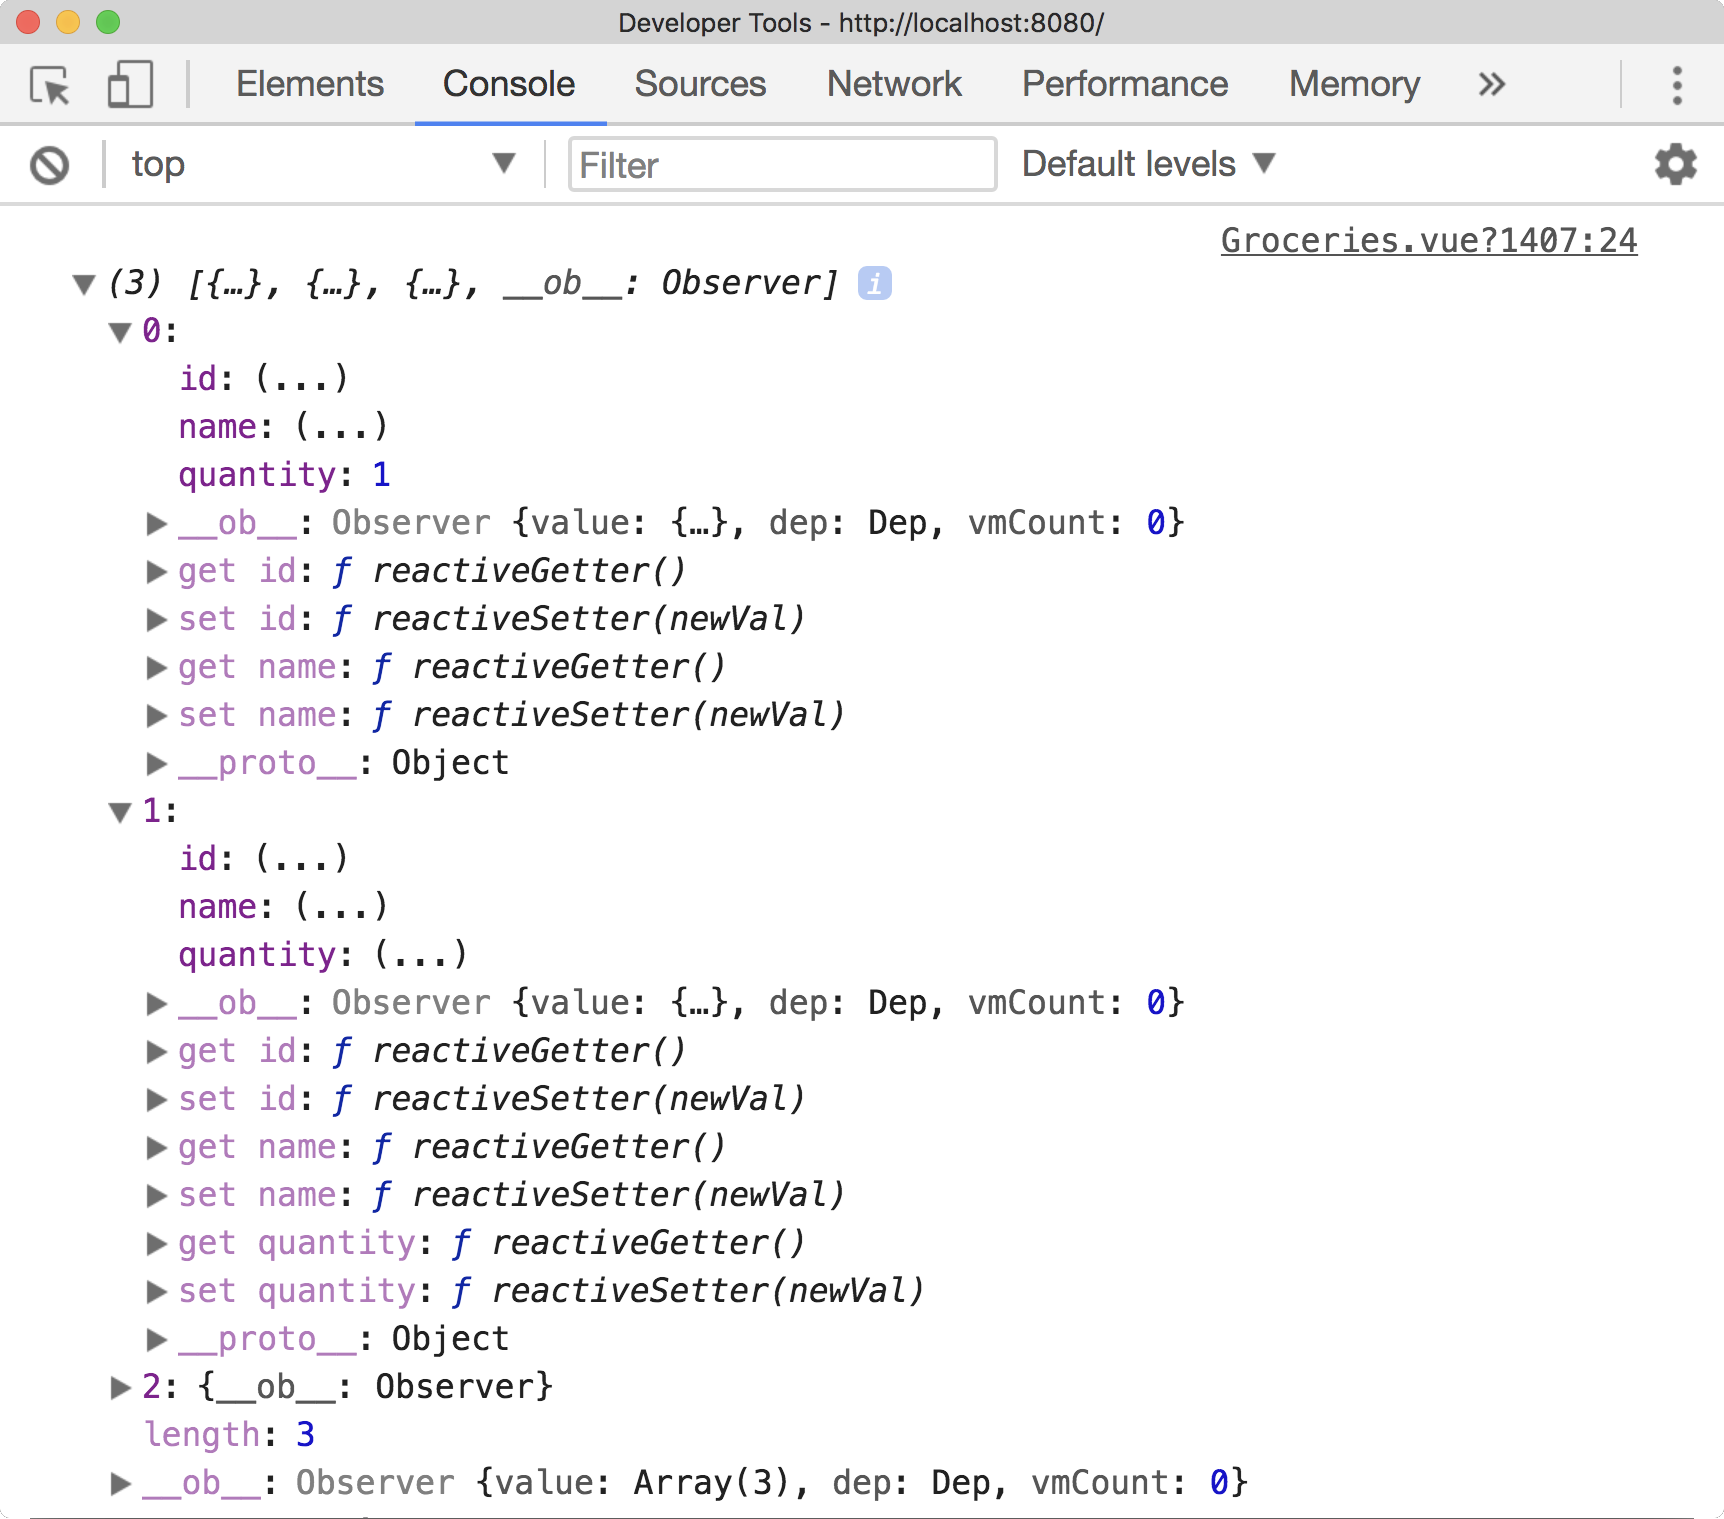 Developer Tools - http://localhost:8080/
Elements Console Sources Network Performance Memory »
top ▼ Filter Default levels ▼
Groceries.vue?1407:24
▼ (3) [{…}, {…}, {…}, __ob__: Observer] i
▼ 0:
id: (...)
name: (...)
quantity: 1
▶ __ob__: Observer {value: {…}, dep: Dep, vmCount: 0}
▶ get id: ƒ reactiveGetter()
▶ set id: ƒ reactiveSetter(newVal)
▶ get name: ƒ reactiveGetter()
▶ set name: ƒ reactiveSetter(newVal)
▶ __proto__: Object
▼ 1:
id: (...)
name: (...)
quantity: (...)
▶ __ob__: Observer {value: {…}, dep: Dep, vmCount: 0}
▶ get id: ƒ reactiveGetter()
▶ set id: ƒ reactiveSetter(newVal)
▶ get name: ƒ reactiveGetter()
▶ set name: ƒ reactiveSetter(newVal)
▶ get quantity: ƒ reactiveGetter()
▶ set quantity: ƒ reactiveSetter(newVal)
▶ __proto__: Object
▶ 2: {__ob__: Observer}
length: 3
▶ __ob__: Observer {value: Array(3), dep: Dep, vmCount: 0}